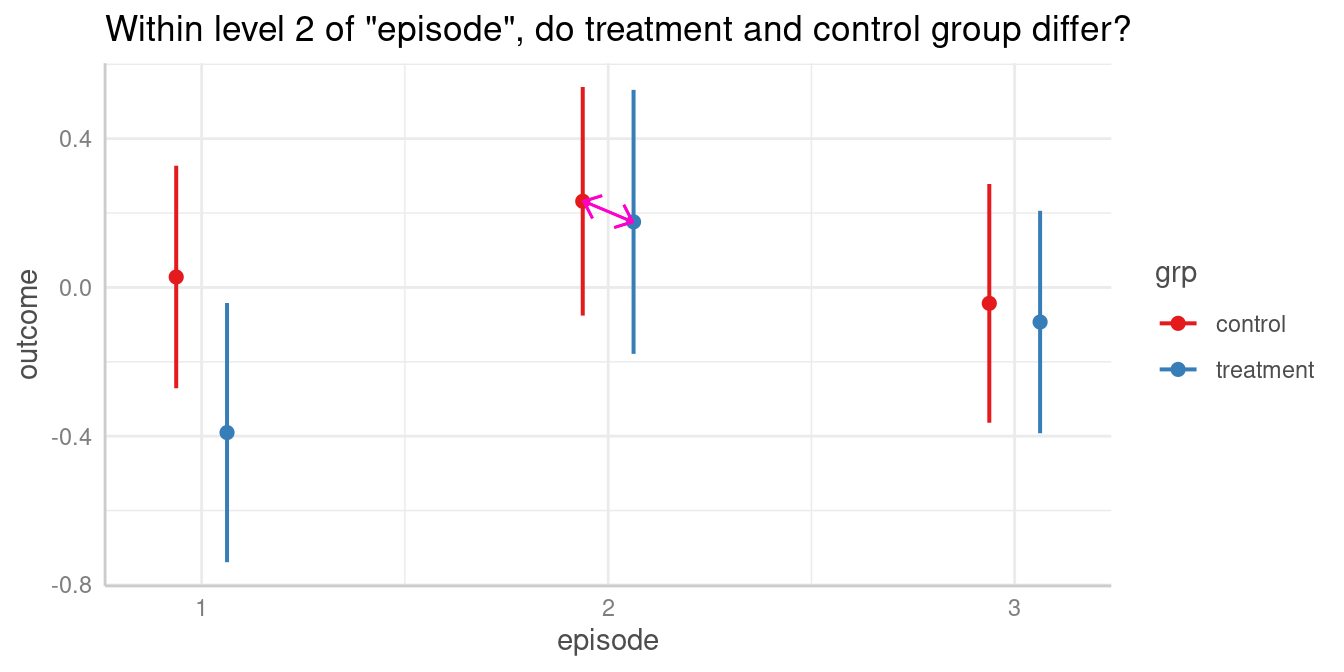 Within level 2 of "episode", do treatment and control group differ?
outcome
0.4
0.0
-0.4
-0.8
1
2
3
episode
grp
control
treatment